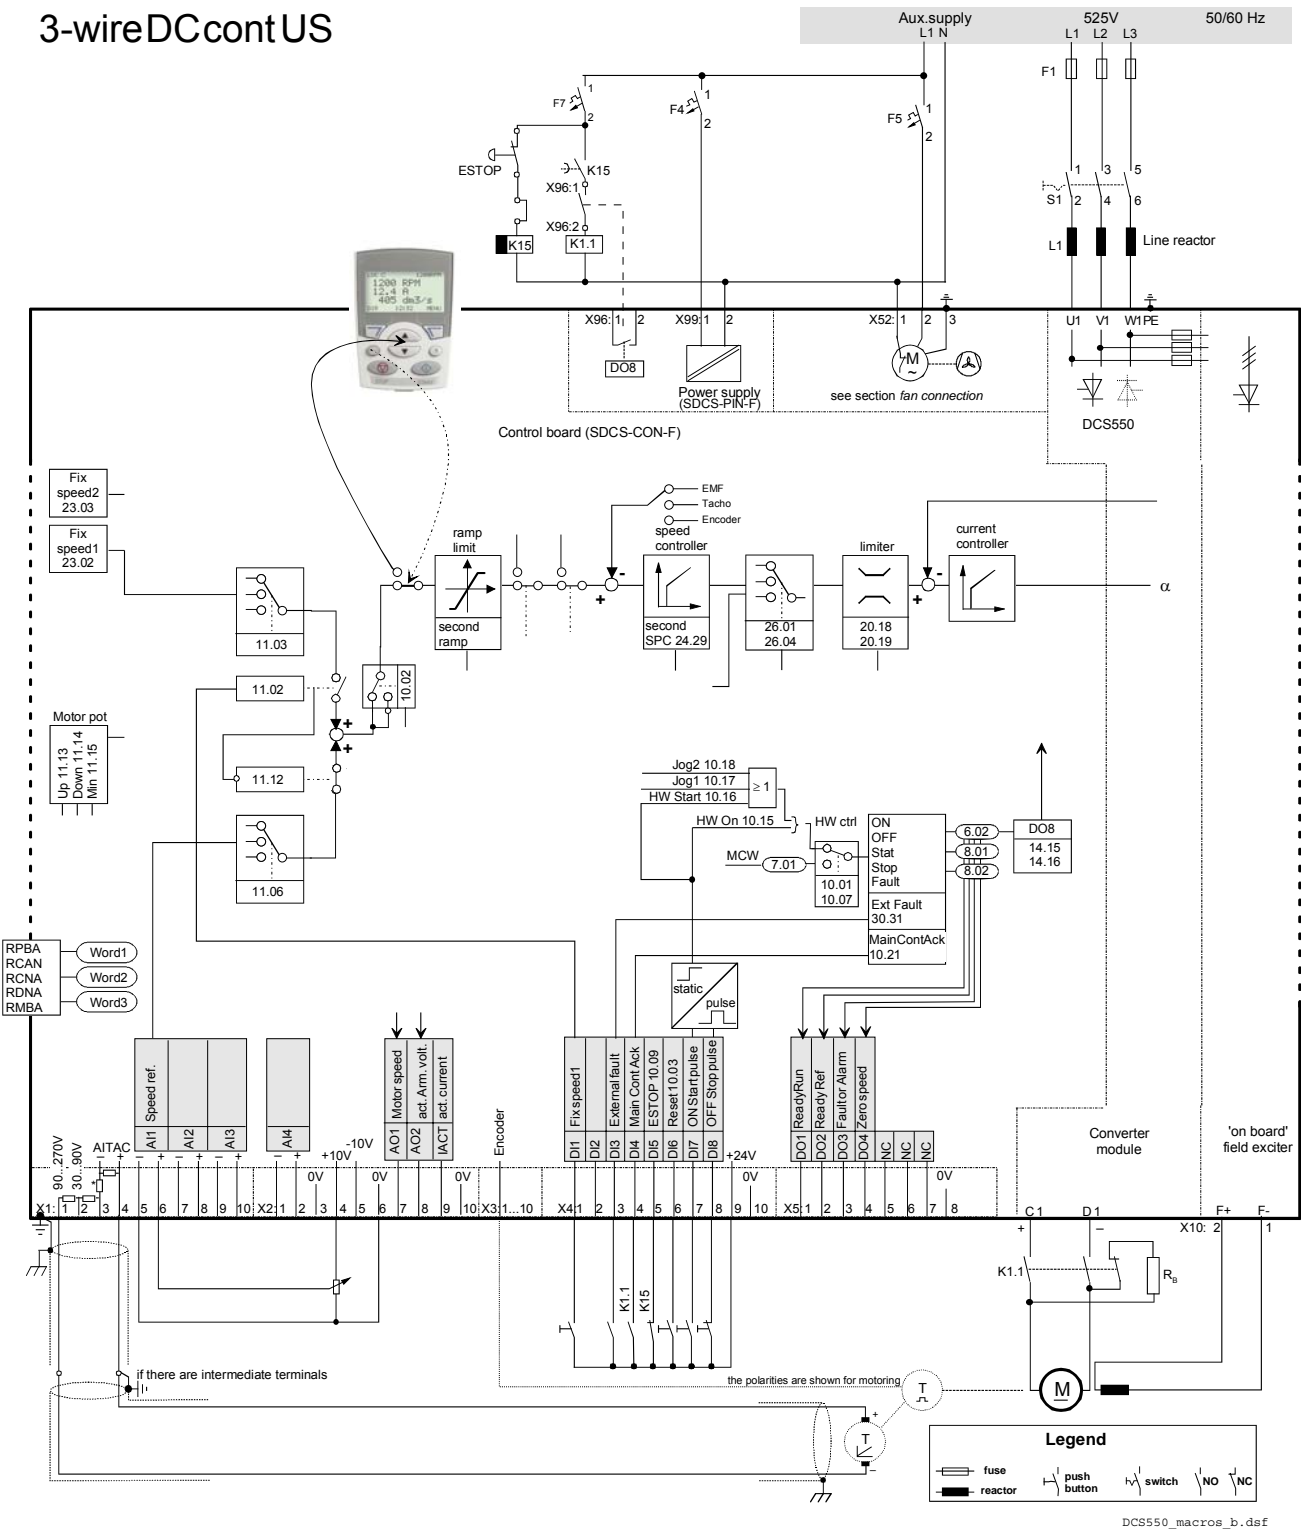 3-wireDCcontUS
Aux.supply 525V 50/60 Hz
L1 N L1 L2 L3
F1
F7 1 2
F4 1 2
F5 1 2
ESTOP
K15
X96:1
X96:2
K15
K1.1
S1 1 3 5
2 4 6
L1 Line reactor
1200 RPM
12.4 A
405 dm3/s
X96: 1 2
X99: 1 2
X52: 1 2 3
U1 V1 W1 PE
DO8
Power supply
(SDCS-PIN-F)
M
~
see section fan connection
DCS550
Control board (SDCS-CON-F)
Fix
speed2
23.03
Fix
speed1
23.02
EMF
Tacho
Encoder
ramp
limit
speed
controller
limiter
current
controller
- +
- +
α
second
ramp
second
SPC 24.29
26.01
26.04
20.18
20.19
11.03
11.02
10.02
+
+
Motor pot
Up 11.13
Down 11.14
Min 11.15
11.12
11.06
Jog2 10.18
Jog1 10.17
HW Start 10.16
≥ 1
HW On 10.15
HW ctrl
MCW
7.01
10.01
10.07
ON
OFF
Stat
Stop
Fault
Ext Fault
30.31
MainContAck
10.21
6.02
8.01
8.02
DO8
14.15
14.16
RPBA
RCAN
RCNA
RDNA
RMBA
Word1
Word2
Word3
static
pulse
AI1 Speed ref.
AI2
AI3
AI4
AO1 Motor speed
AO2 act. Arm. volt.
IACT act. current
Encoder
DI1 Fix speed1
DI2
DI3 External fault
DI4 Main Cont Ack
DI5 ESTOP 10.09
DI6 Reset 10.03
DI7 ON Start pulse
DI8 OFF Stop pulse
DO1 ReadyRun
DO2 Ready Ref
DO3 Fault or Alarm
DO4 Zero speed
NC
NC
NC
Converter
module
'on board'
field exciter
90...270V
30...90V
AITAC
– +
– + – + – +
– +
+10V
-10V
+24V
0V 0V 0V 0V 0V
*
X1: 1 2 3 4 5 6 7 8 9 10 X2: 1 2 3 4 5 6 7 8 9 10 X3:1...10 X4:1 2 3 4 5 6 7 8 9 10 X5: 1 2 3 4 5 6 7 8
C 1 D 1 F+ F-
+ – X10: 2 1
K1.1
RB
K1.1
K15
if there are intermediate terminals
the polarities are shown for motoring
T
M
T
+
–
Legend
fuse
reactor
push
button
switch
NO
NC
DCS550_macros_b.dsf